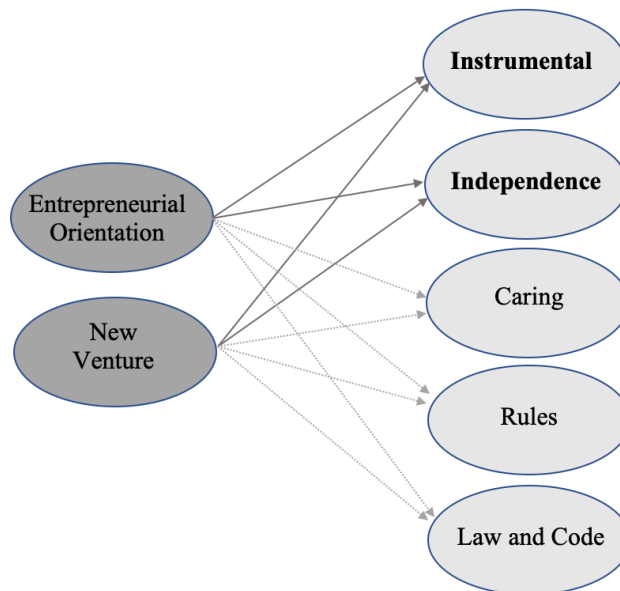 Instrumental
Independence
Entrepreneurial
Orientation
Caring
New
Venture
Rules
Law and Code